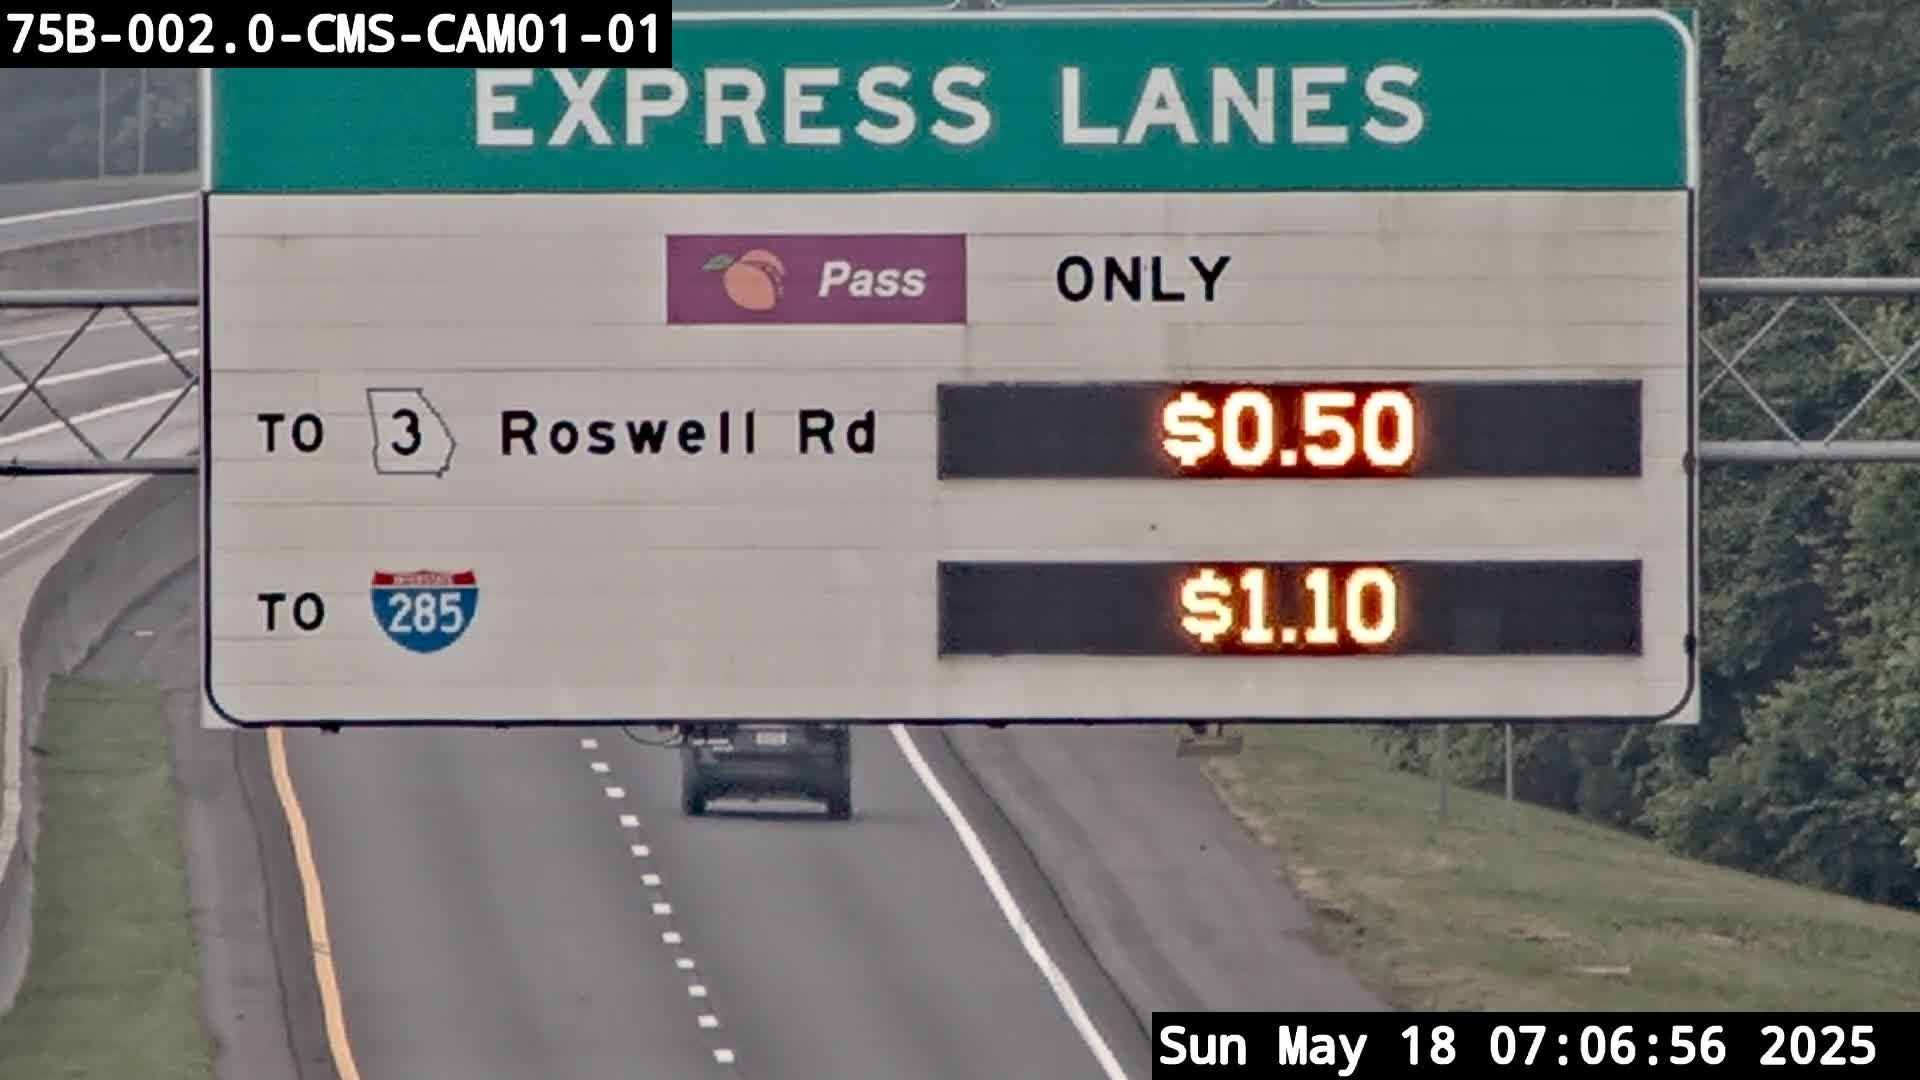 75B-002.0-CMS-CAM01-01
EXPRESS LANES
Pass ONLY
TO 3 Roswell Rd $0.50
INTERSTATE
TO 285 $1.10
Sun May 18 07:06:56 2025